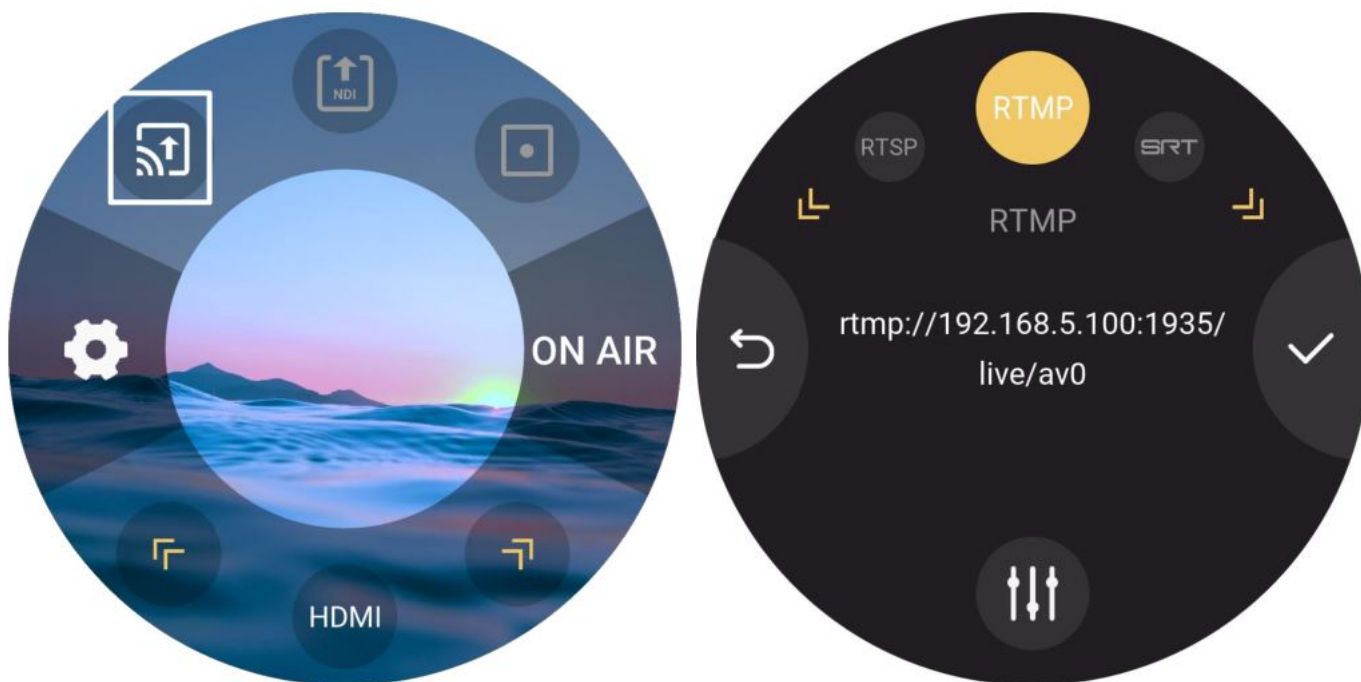 NDI
ON AIR
HDMI
RTMP
RTSP
SRT
RTMP
rtmp://192.168.5.100:1935/
live/av0